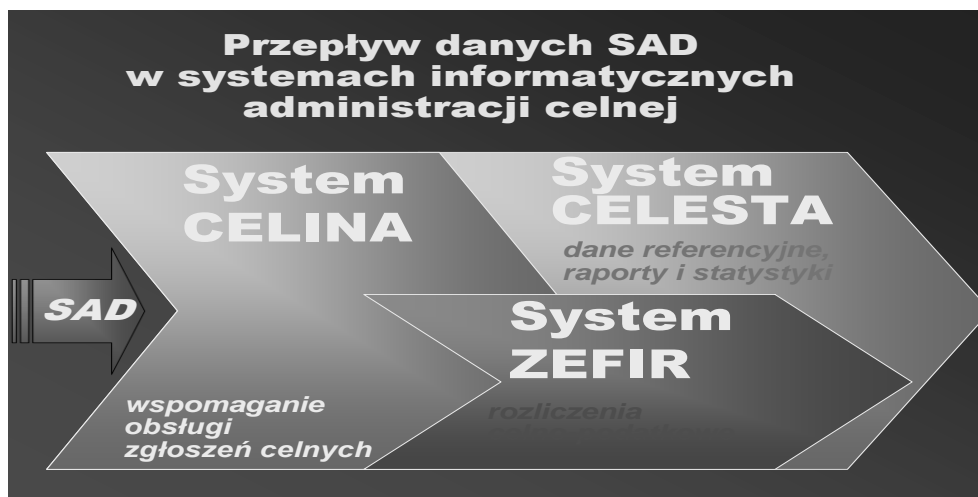 Przepływ danych SAD
w systemach informatycznych
administracji celnej
System
CELINA
System
CELESTA
dane referencyjne,
raporty i statystyki
SAD
System
ZEFIR
wspomaganie
obsługi
zgłoszeń celnych
rozliczenia